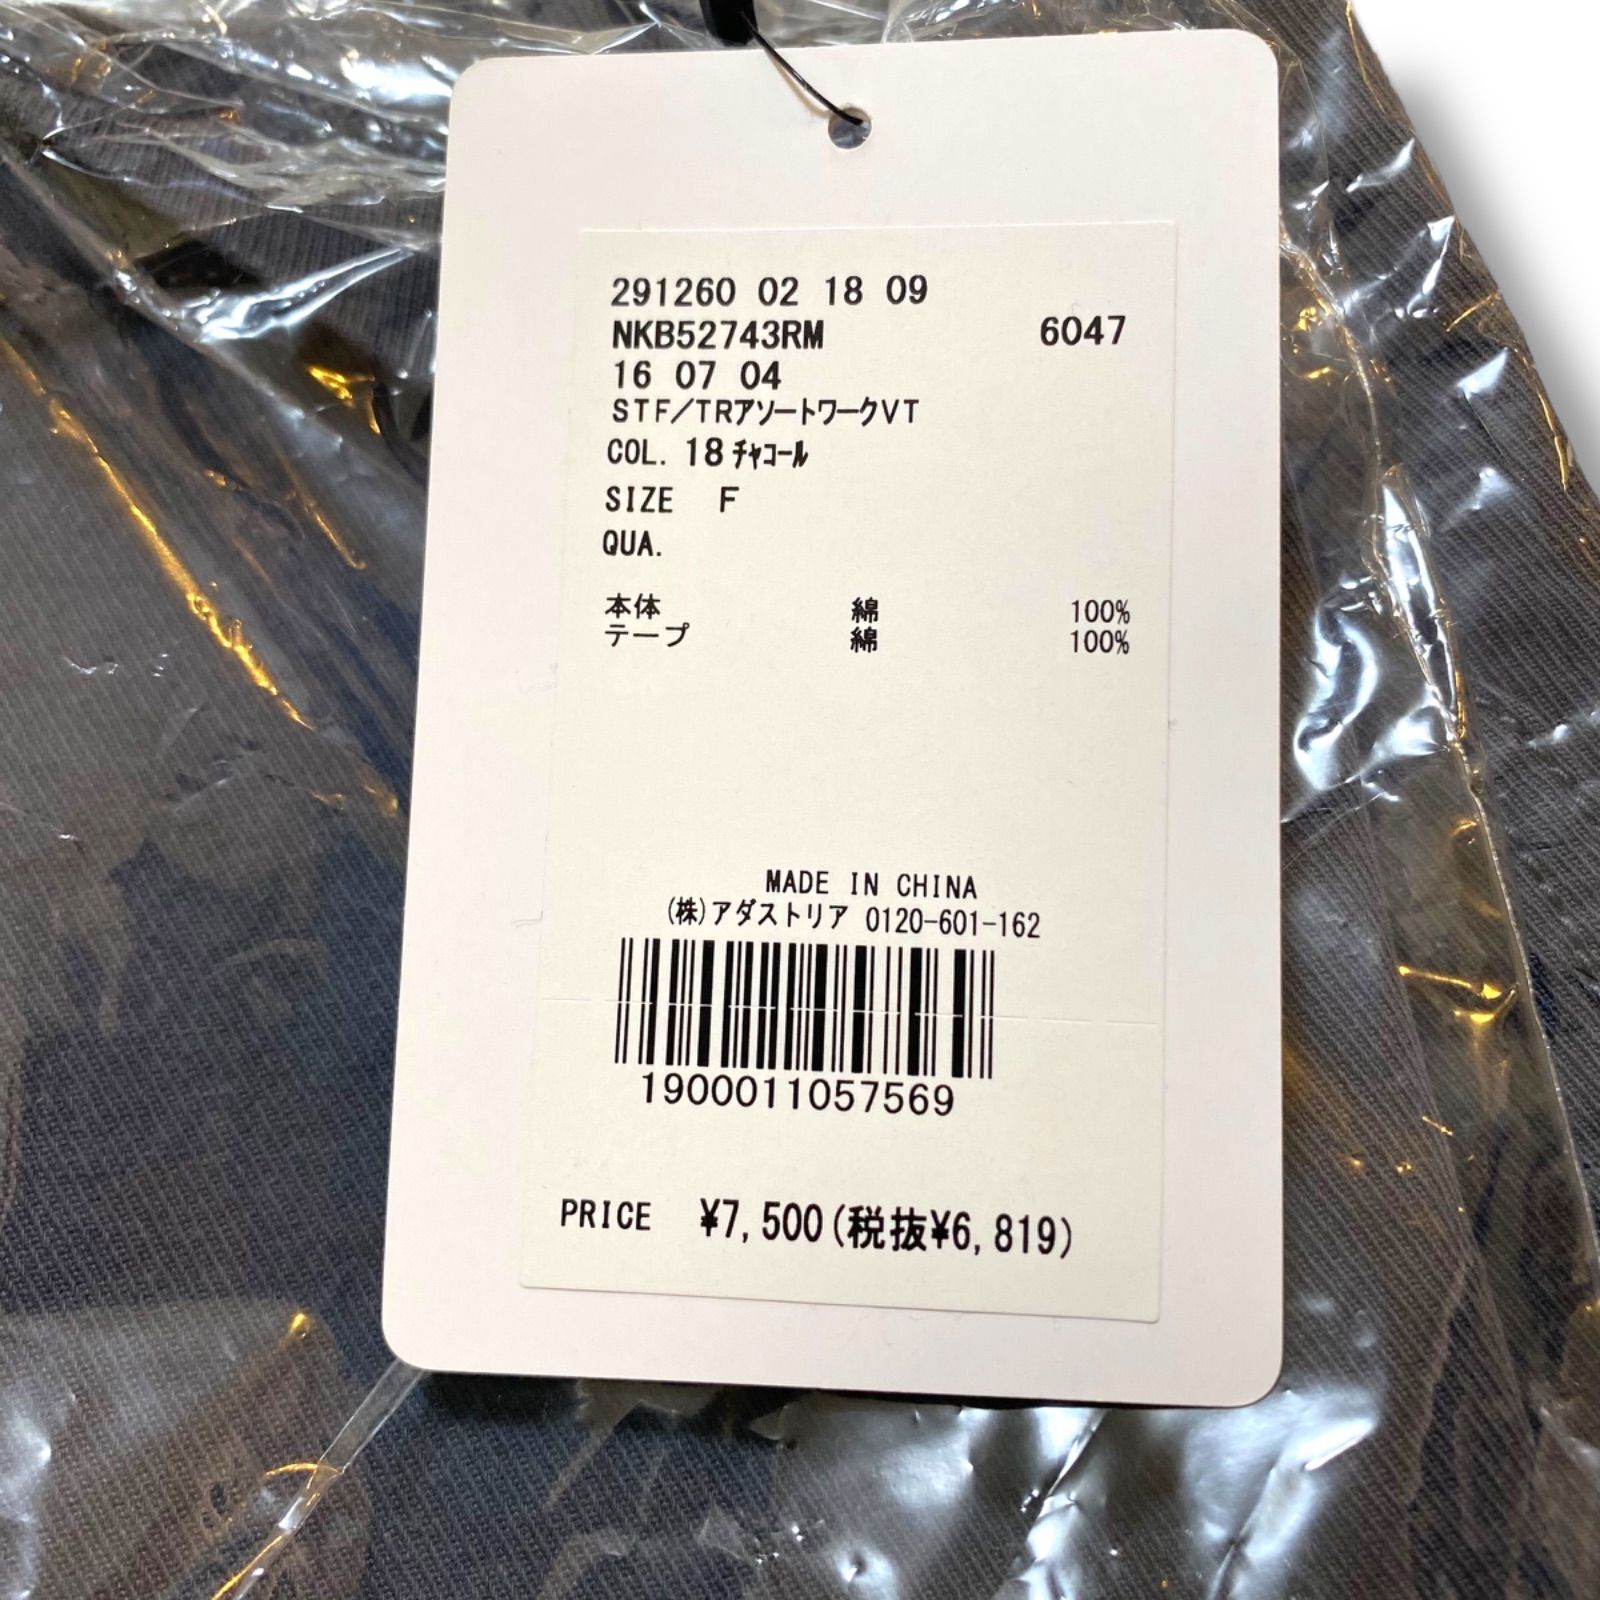 291260 02 18 09
NKB52743RM 6047
16 07 04
STF/TRアソートワークVT
COL. 18 ﾁｬｺｰﾙ
SIZE F
QUA.
本体 綿 100%
テープ 綿 100%
MADE IN CHINA
(株)アダストリア 0120-601-162
1900011057569
PRICE ¥7,500(税抜¥6,819)